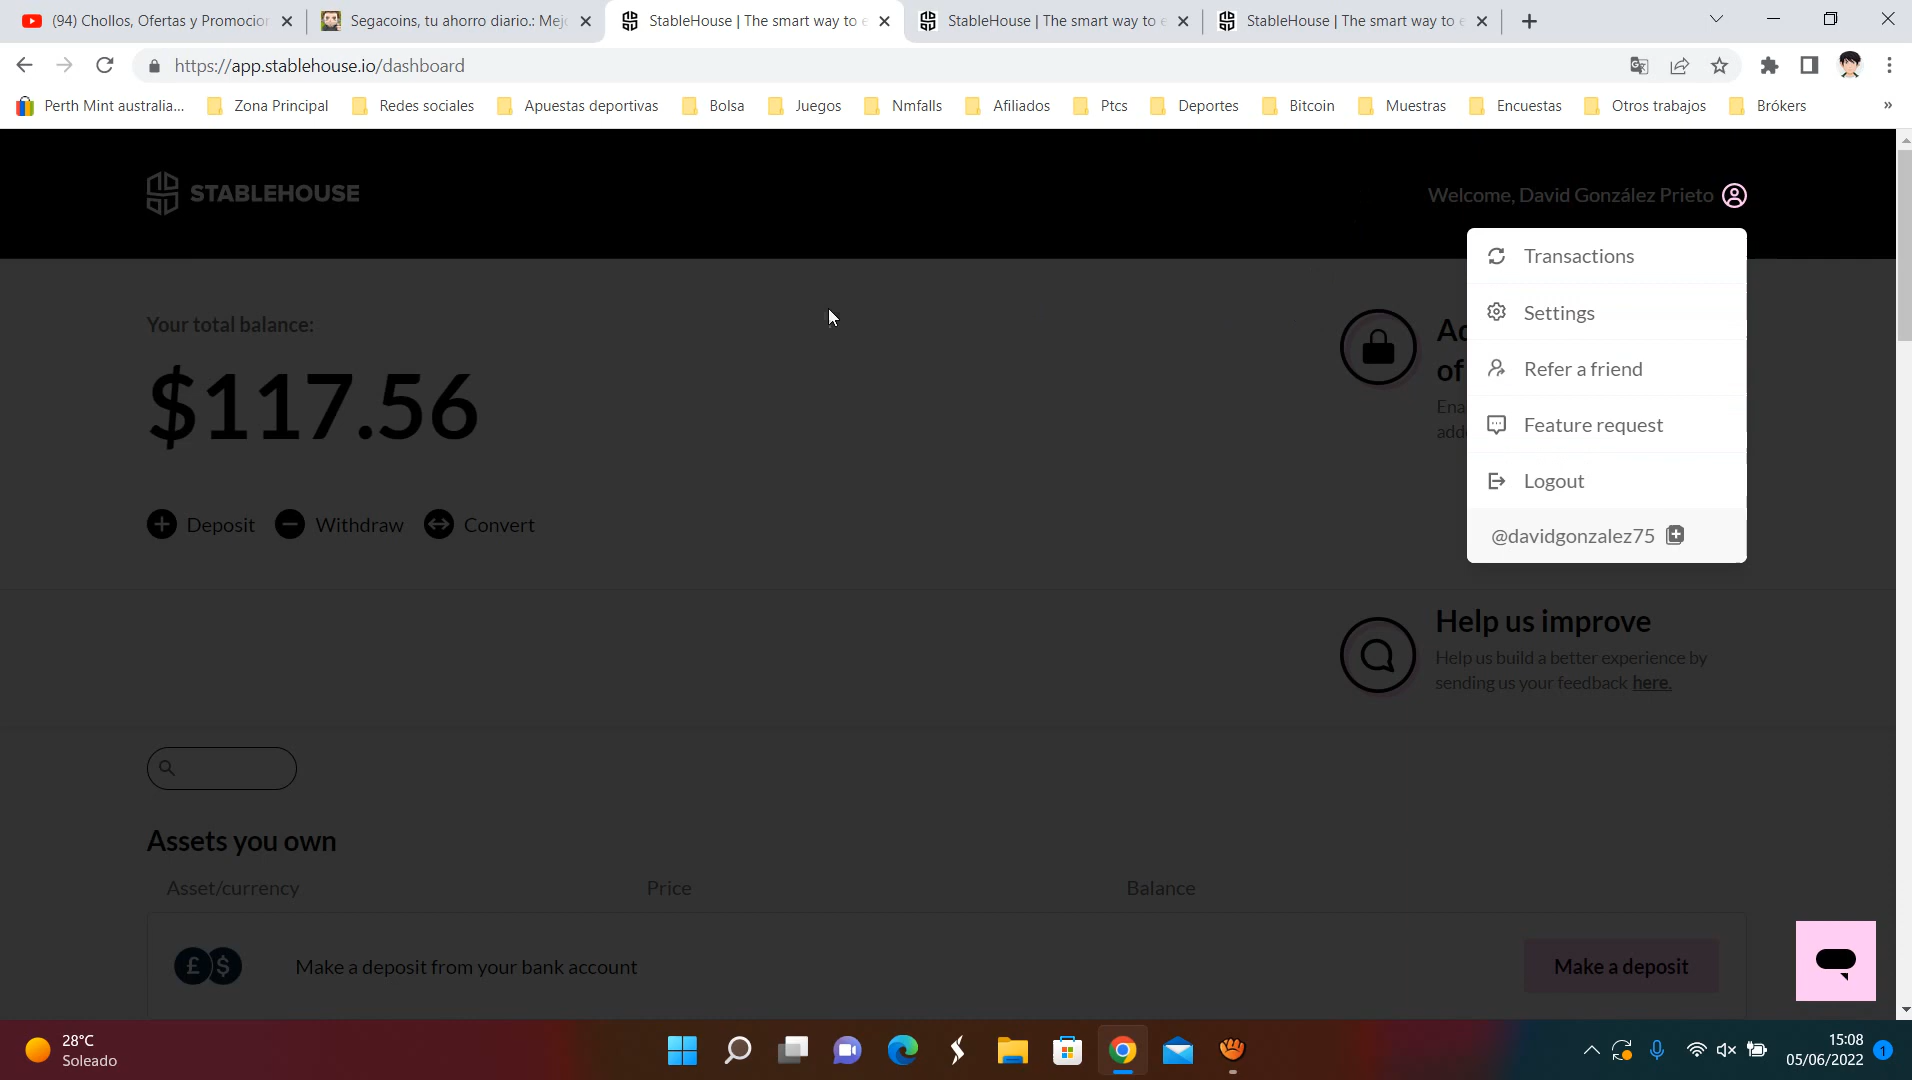 (94) Chollos, Ofertas y Promocion
Segacoins, tu ahorro diario.: Mej
StableHouse | The smart way to e
StableHouse | The smart way to e
StableHouse | The smart way to e
https://app.stablehouse.io/dashboard
Perth Mint australia...
Zona Principal
Redes sociales
Apuestas deportivas
Bolsa
Juegos
Nmfalls
Afiliados
Ptcs
Deportes
Bitcoin
Muestras
Encuestas
Otros trabajos
Brókers
»
STABLEHOUSE
Welcome, David González Prieto
Transactions
Settings
Refer a friend
Feature request
Logout
@davidgonzalez75
Your total balance:
$117.56
Deposit
Withdraw
Convert
Ad
of
Ena
add
Help us improve
Help us build a better experience by
sending us your feedback here.
Assets you own
Asset/currency
Price
Balance
£ $
Make a deposit from your bank account
Make a deposit
28°C
Soleado
15:08
05/06/2022
1